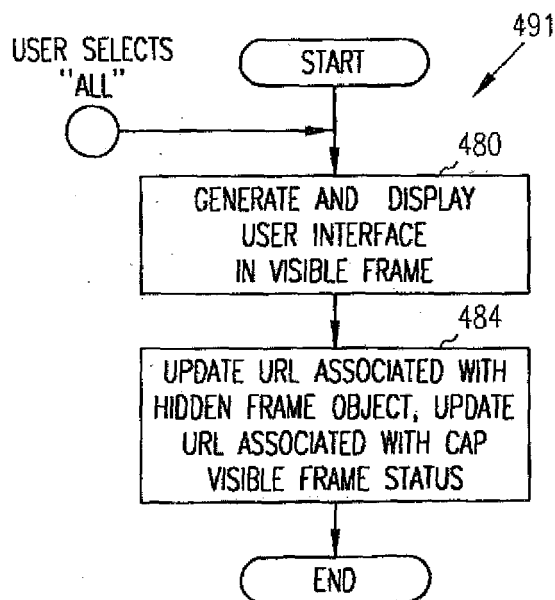 491
USER SELECTS
"ALL"
START
480
GENERATE AND DISPLAY
USER INTERFACE
IN VISIBLE FRAME
484
UPDATE URL ASSOCIATED WITH
HIDDEN FRAME OBJECT, UPDATE
URL ASSOCIATED WITH CAP
VISIBLE FRAME STATUS
END